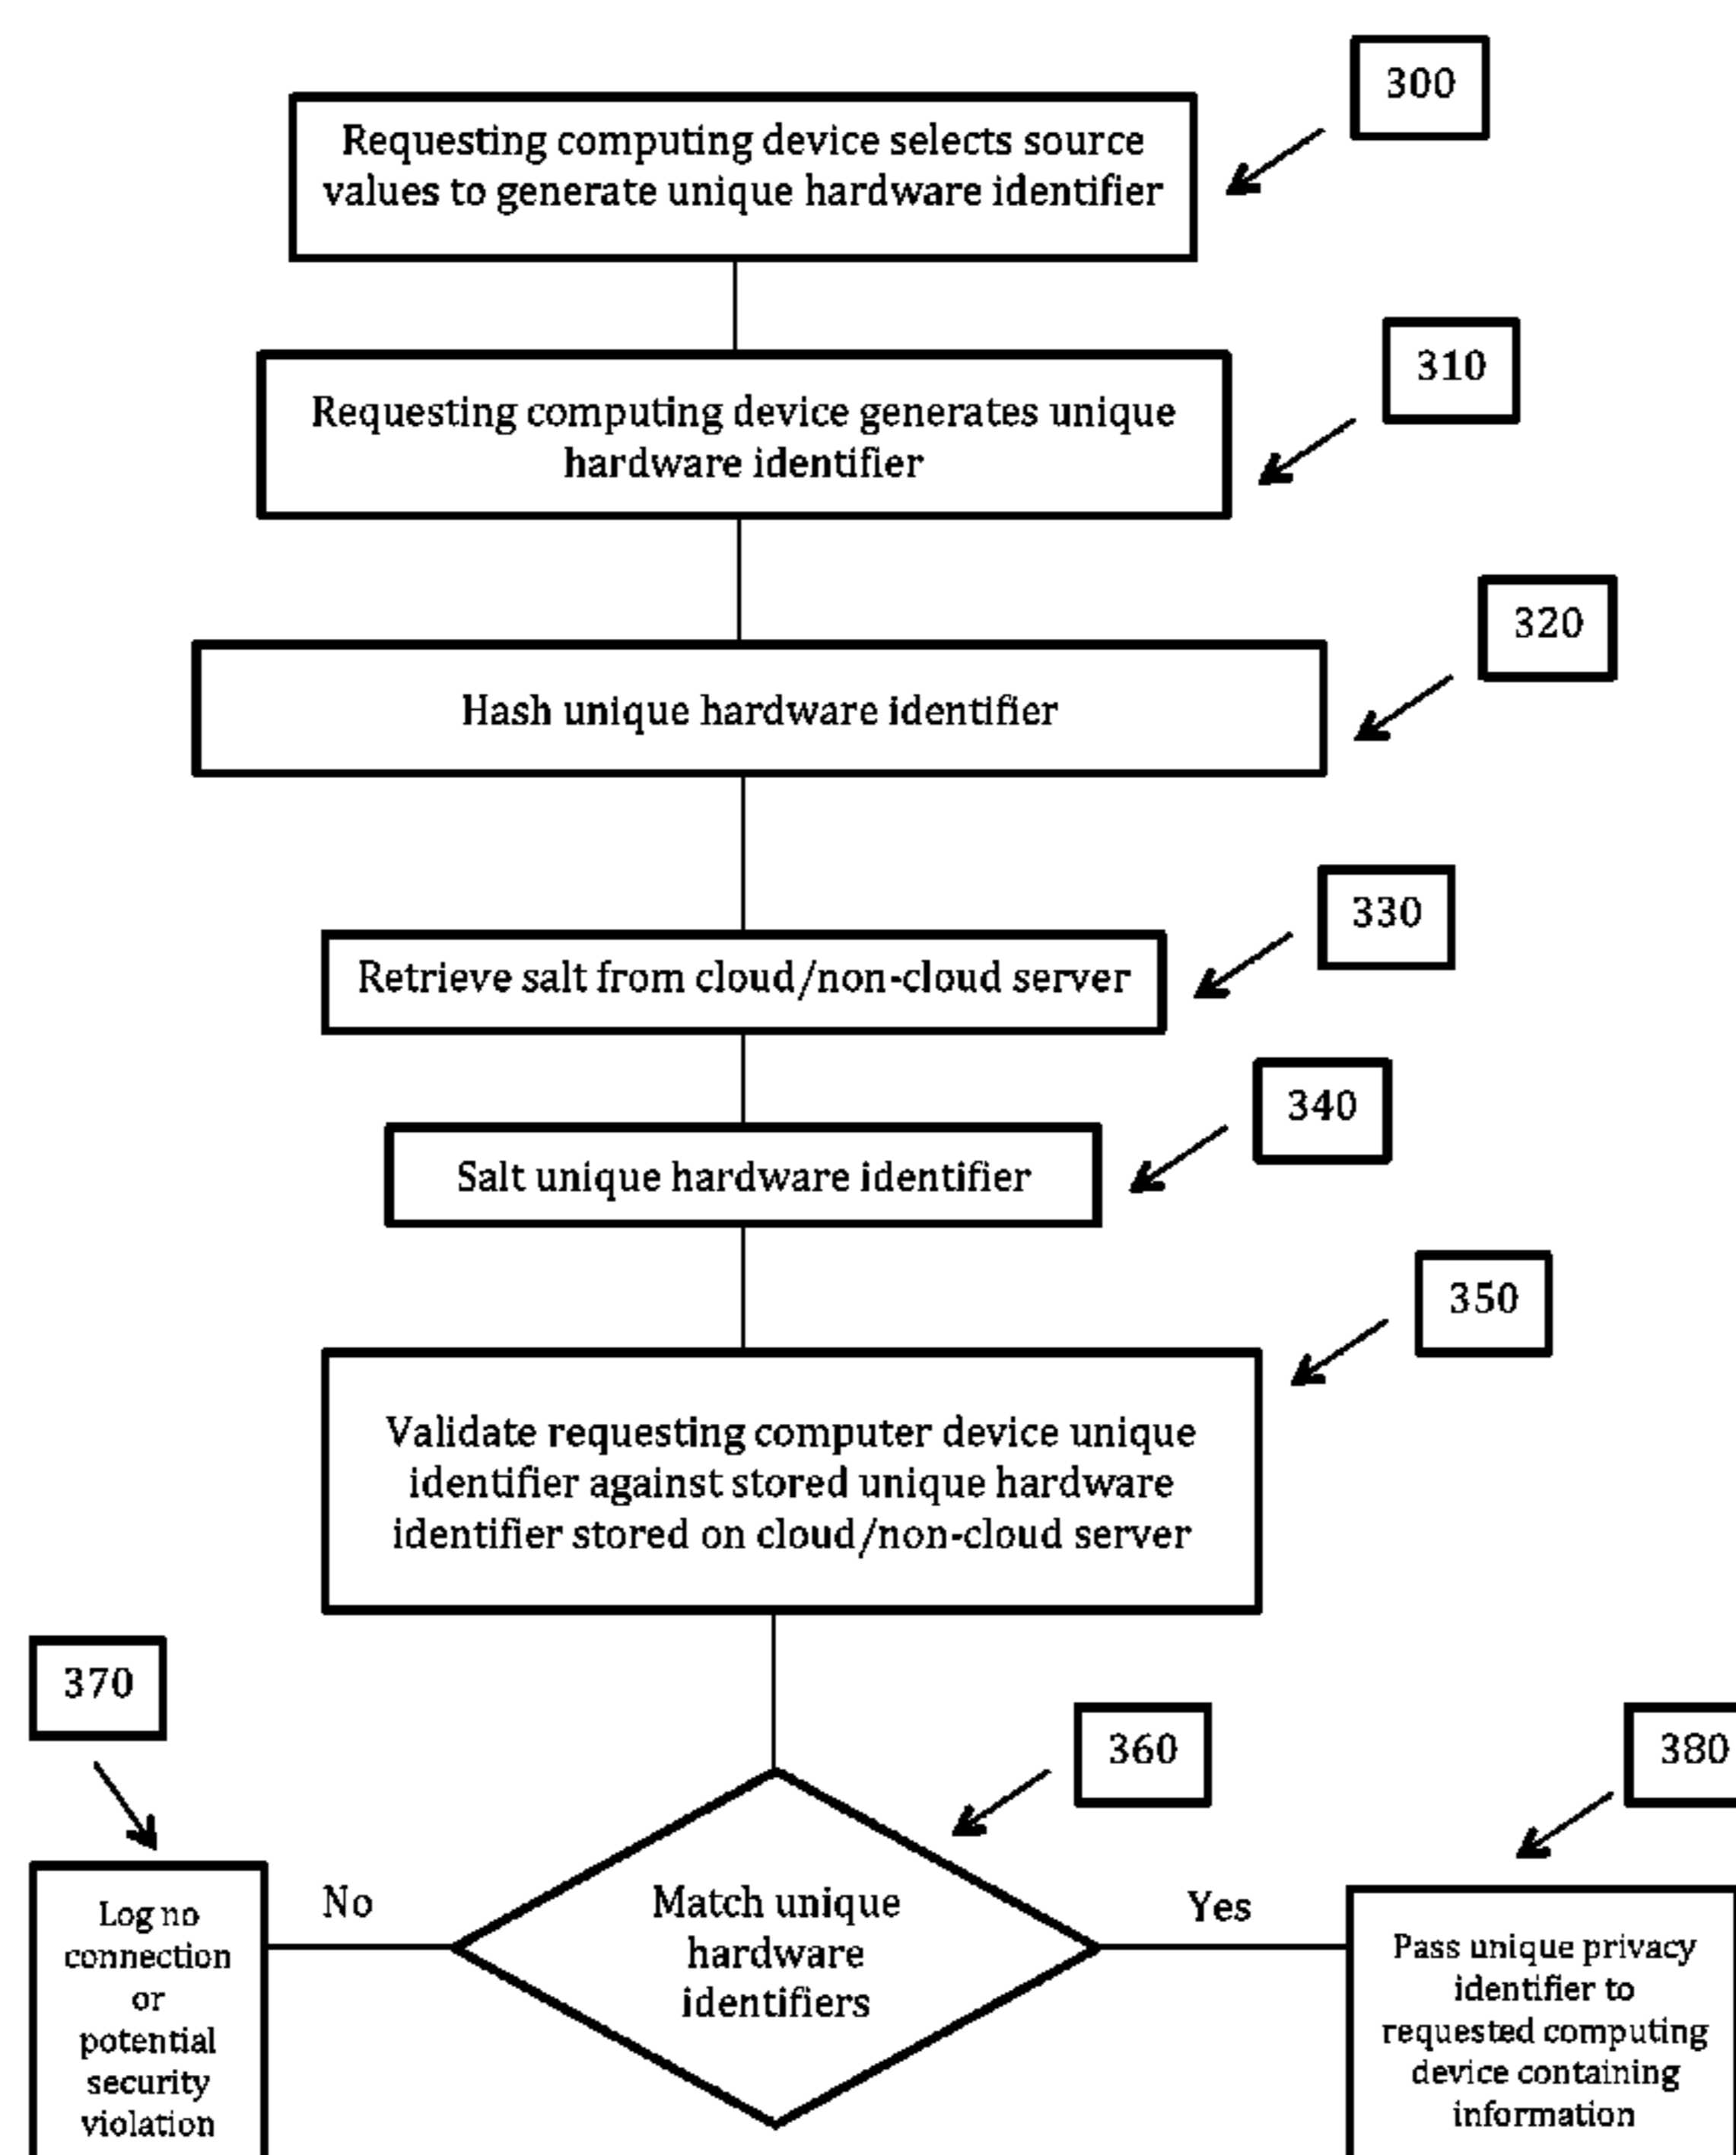 300
Requesting computing device selects source
values to generate unique hardware identifier
310
Requesting computing device generates unique
hardware identifier
320
Hash unique hardware identifier
330
Retrieve salt from cloud/non-cloud server
340
Salt unique hardware identifier
350
Validate requesting computer device unique
identifier against stored unique hardware
identifier stored on cloud/non-cloud server
370
360
380
No
Match unique
hardware
identifiers
Yes
Log no
connection
or
potential
security
violation
Pass unique privacy
identifier to
requested computing
device containing
information